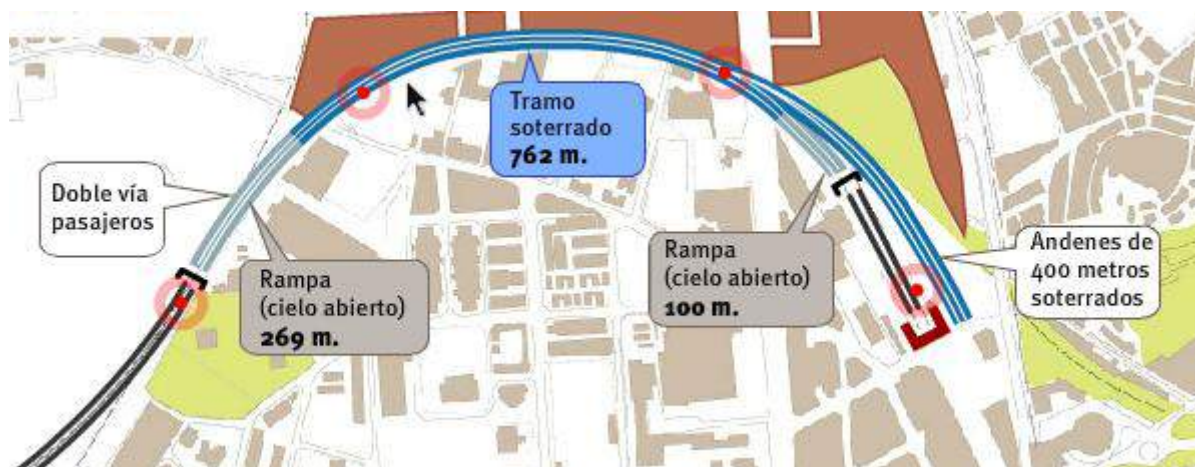 Tramo
soterrado
762 m.
Doble vía
pasajeros
Rampa
(cielo abierto)
269 m.
Rampa
(cielo abierto)
100 m.
Andenes de
400 metros
soterrados